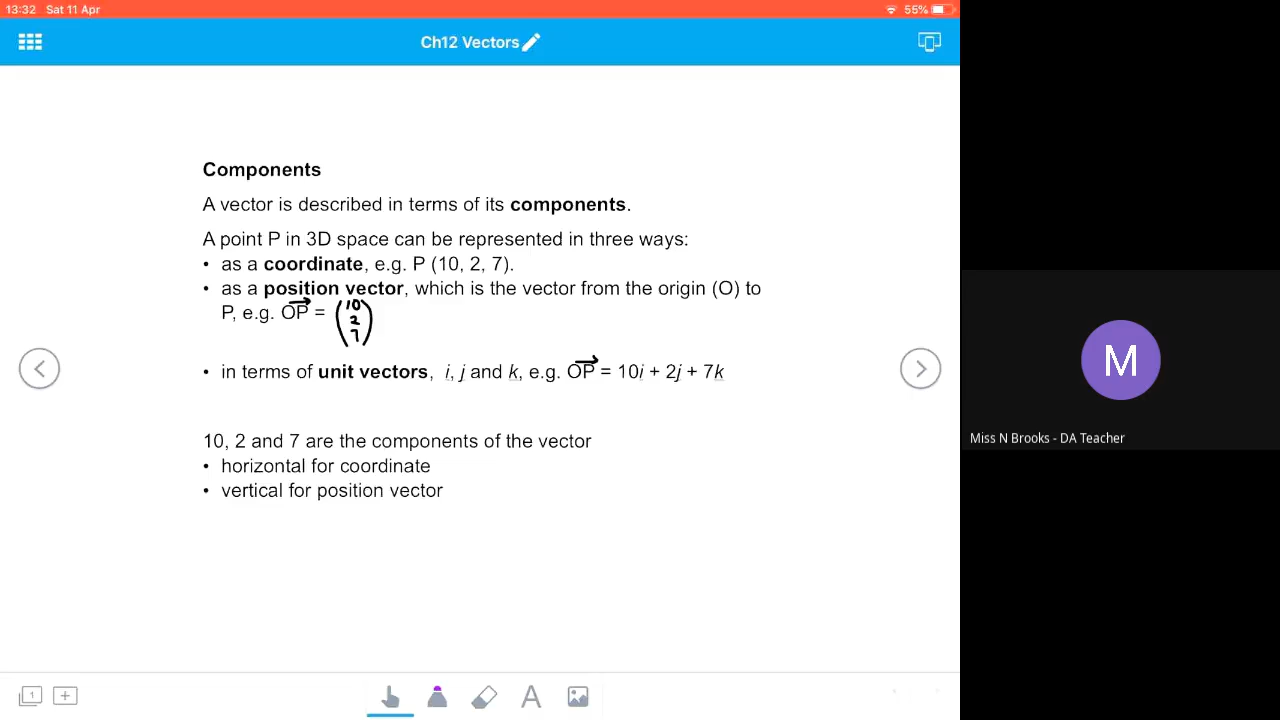 13:32 Sat 11 Apr
55%
Ch12 Vectors
Components
A vector is described in terms of its components.
A point P in 3D space can be represented in three ways:
• as a coordinate, e.g. P (10, 2, 7).
• as a position vector, which is the vector from the origin (O) to
P, e.g. OP = (10
2
7)
• in terms of unit vectors, i, j and k, e.g. OP = 10i + 2j + 7k
10, 2 and 7 are the components of the vector
• horizontal for coordinate
• vertical for position vector
M
Miss N Brooks - DA Teacher
1
A